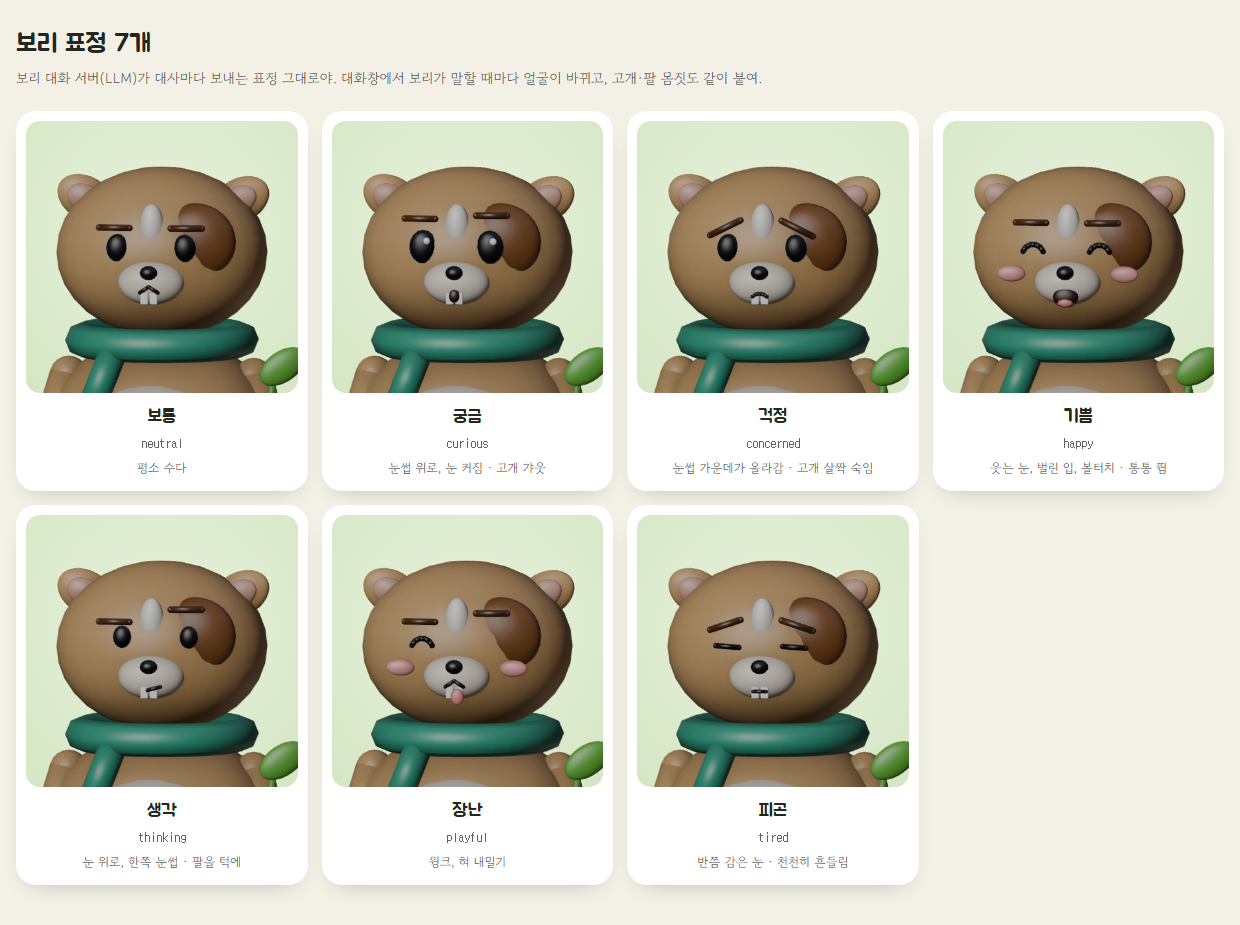 보리 표정 7개
보리 대화 서버(LLM)가 대사마다 보내는 표정 그대로야. 대화창에서 보리가 말할 때마다 얼굴이 바뀌고, 고개·팔 몸짓도 같이 붙여.
보통
neutral
평소 수다
궁금
curious
눈썹 위로, 눈 커짐 · 고개 갸웃
걱정
concerned
눈썹 가운데가 올라감 · 고개 살짝 숙임
기쁨
happy
웃는 눈, 벌린 입, 볼터치 · 통통 뜀
생각
thinking
눈 위로, 한쪽 눈썹 · 팔을 턱에
장난
playful
윙크, 혀 내밀기
피곤
tired
반쯤 감은 눈 · 천천히 흔들림